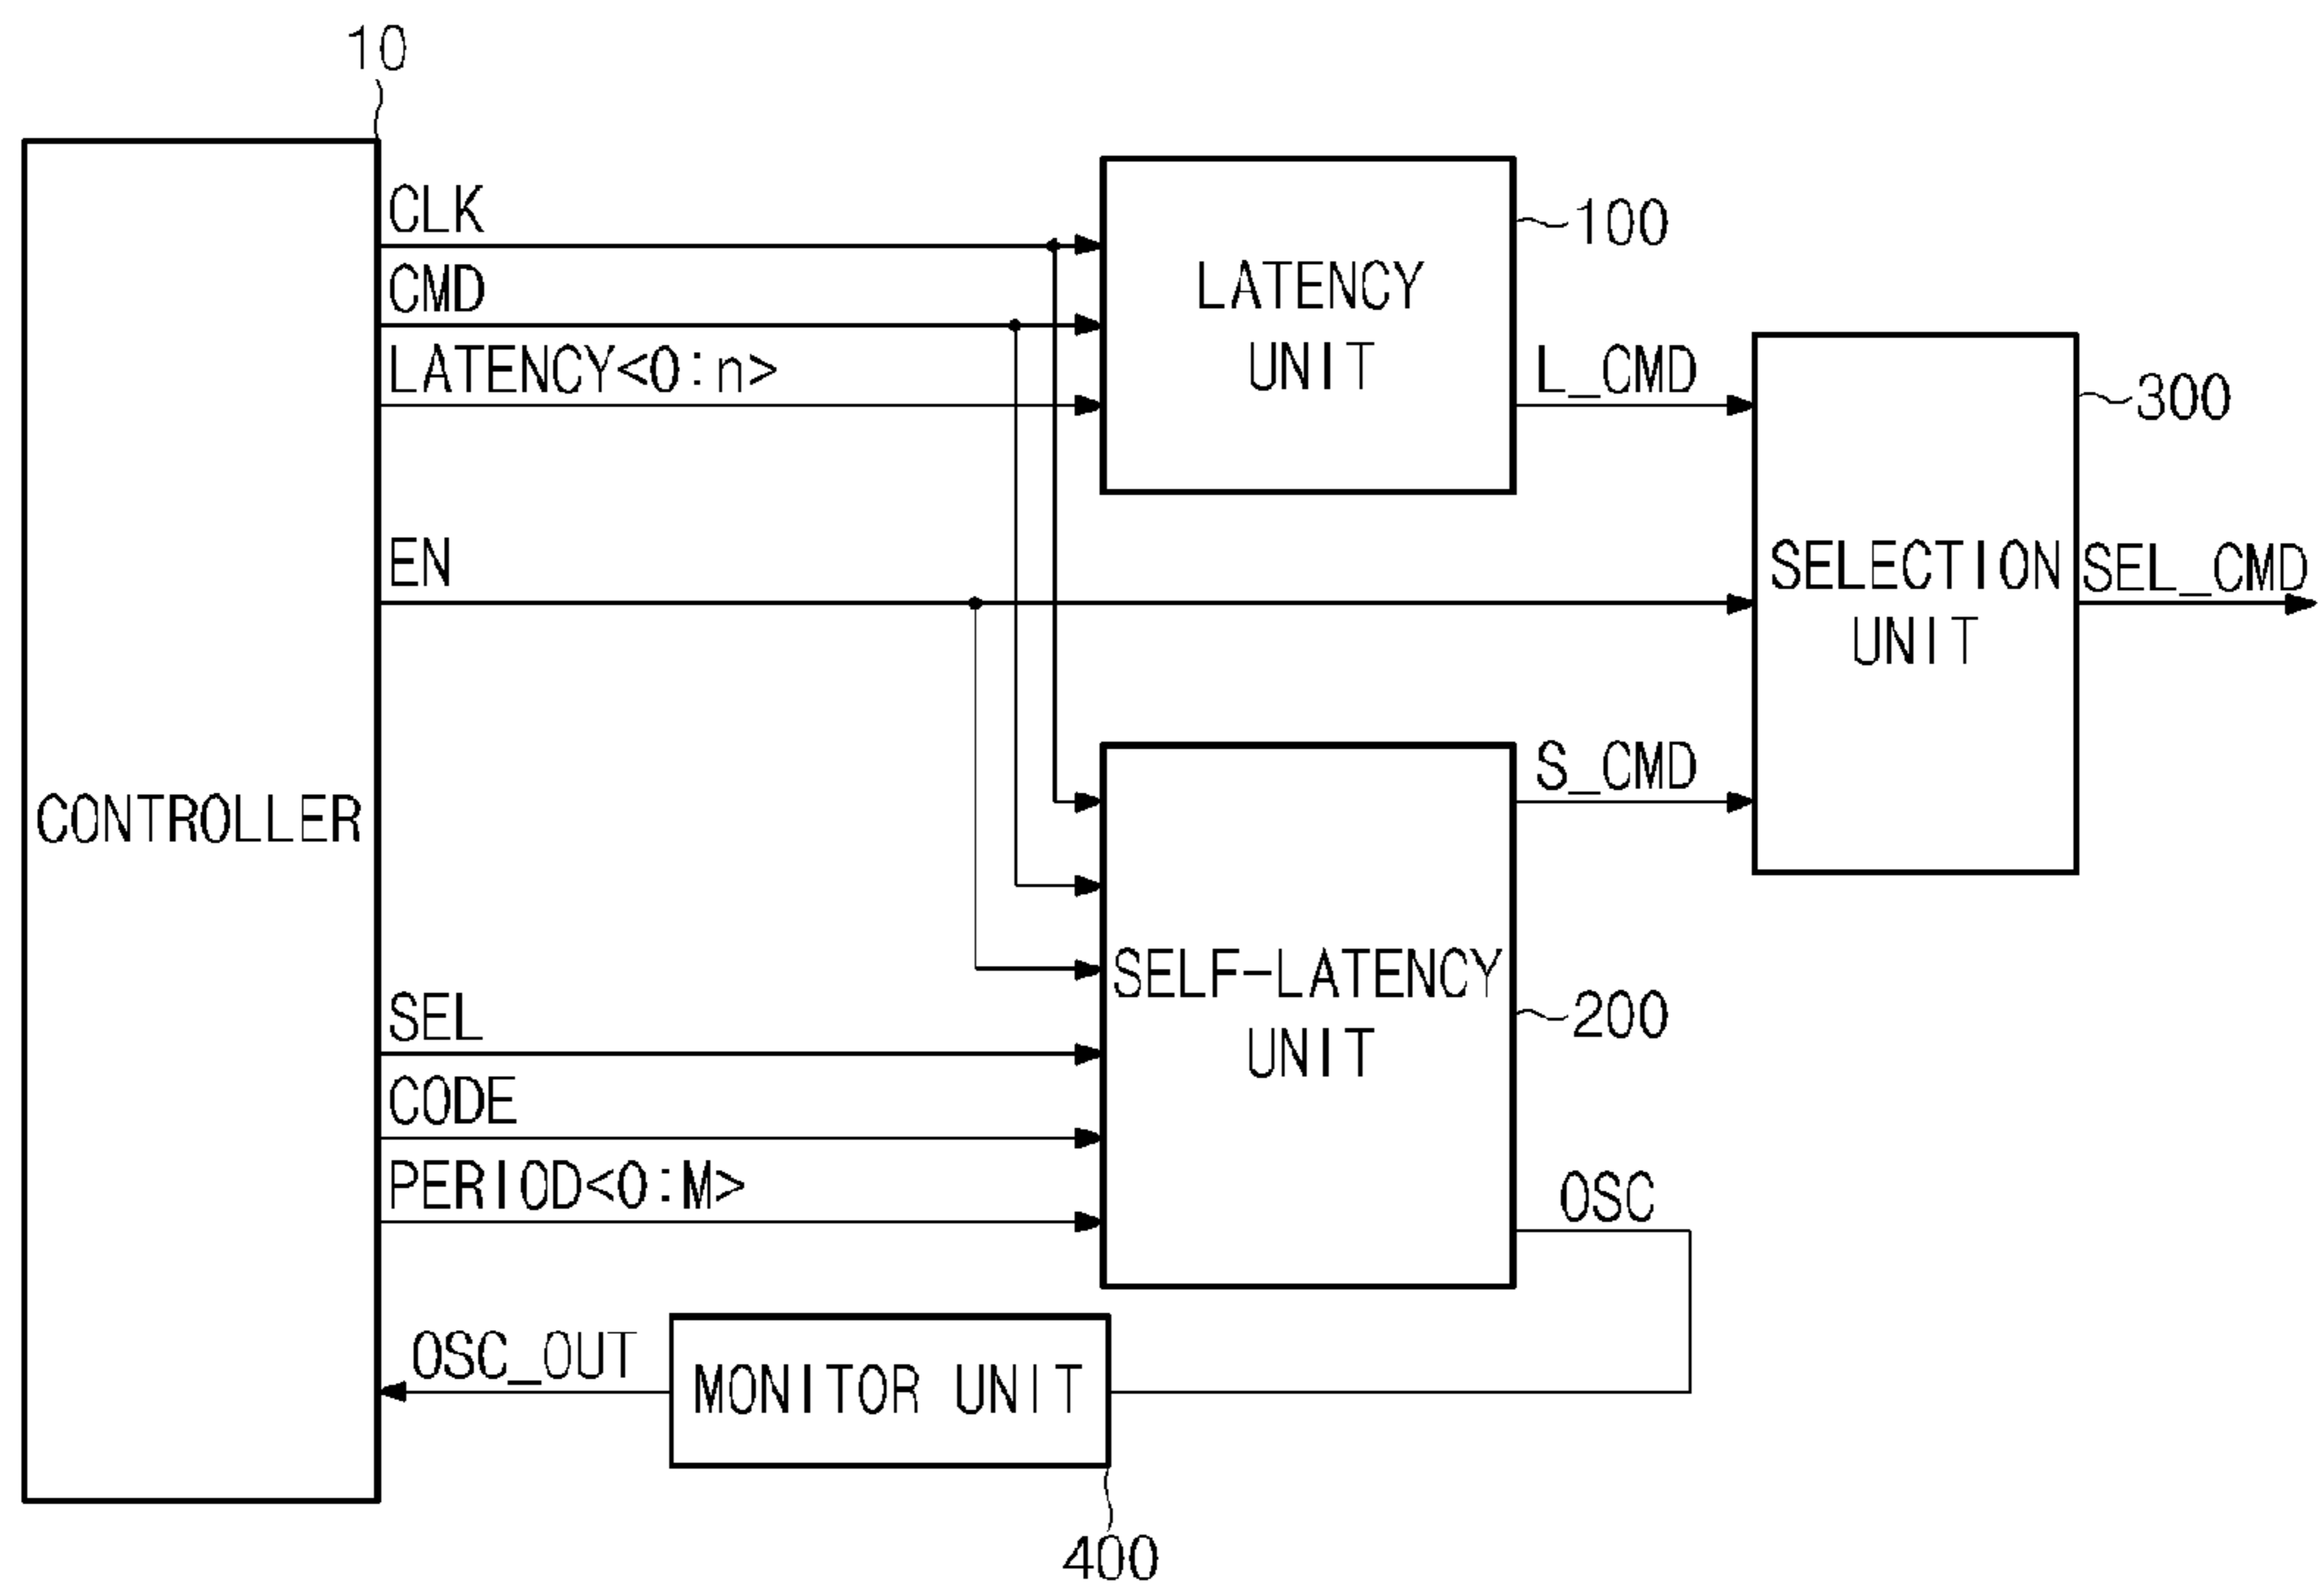 10
CLK
CMD
LATENCY<0:n>
EN
SEL
CODE
PERIOD<0:M>
OSC_OUT
CONTROLLER
LATENCY
UNIT
100
L_CMD
SELECTION
UNIT
300
SEL_CMD
S_CMD
SELF-LATENCY
UNIT
200
OSC
MONITOR UNIT
400